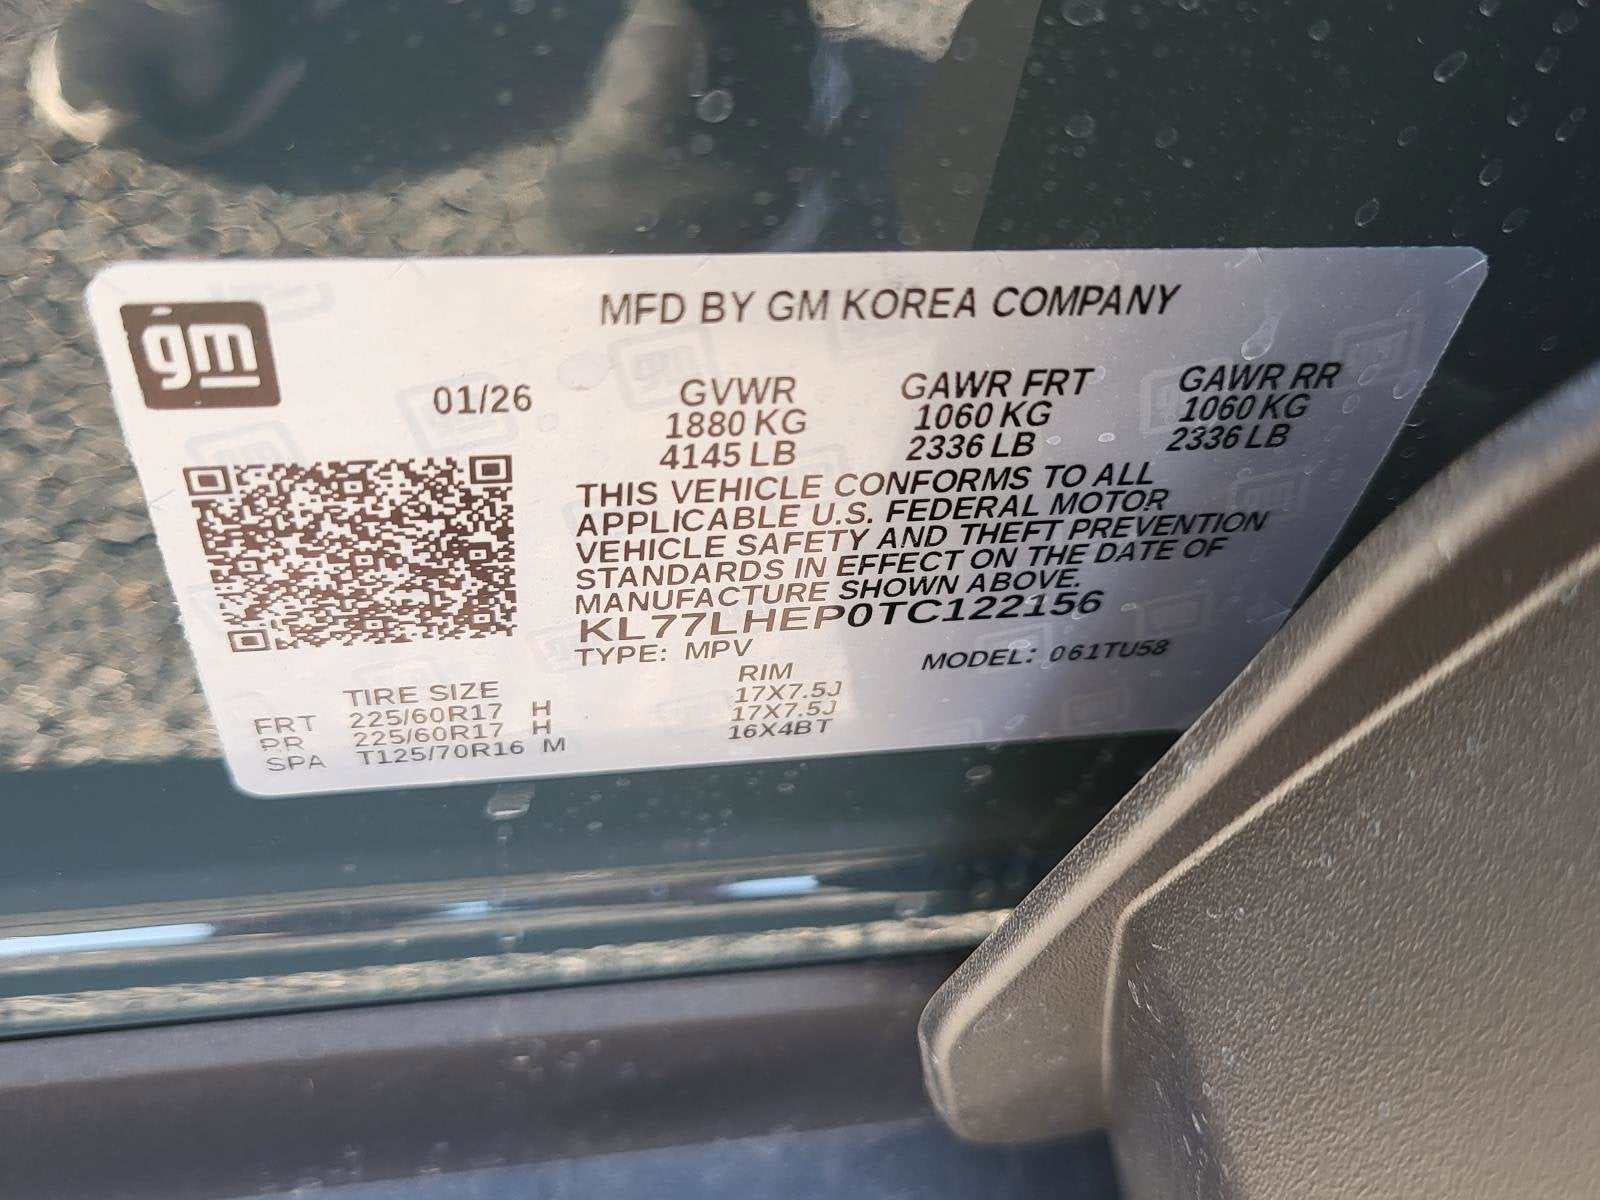 gm
MFD BY GM KOREA COMPANY
01/26
GVWR GAWR FRT GAWR RR
1880 KG 1060 KG 1060 KG
4145 LB 2336 LB 2336 LB
THIS VEHICLE CONFORMS TO ALL
APPLICABLE U.S. FEDERAL MOTOR
VEHICLE SAFETY AND THEFT PREVENTION
STANDARDS IN EFFECT ON THE DATE OF
MANUFACTURE SHOWN ABOVE.
KL77LHEP0TC122156
TYPE: MPV MODEL: 061TU58
TIRE SIZE RIM
FRT 225/60R17 H 17X7.5J
RR 225/60R17 H 17X7.5J
SPA T125/70R16 M 16X4BT